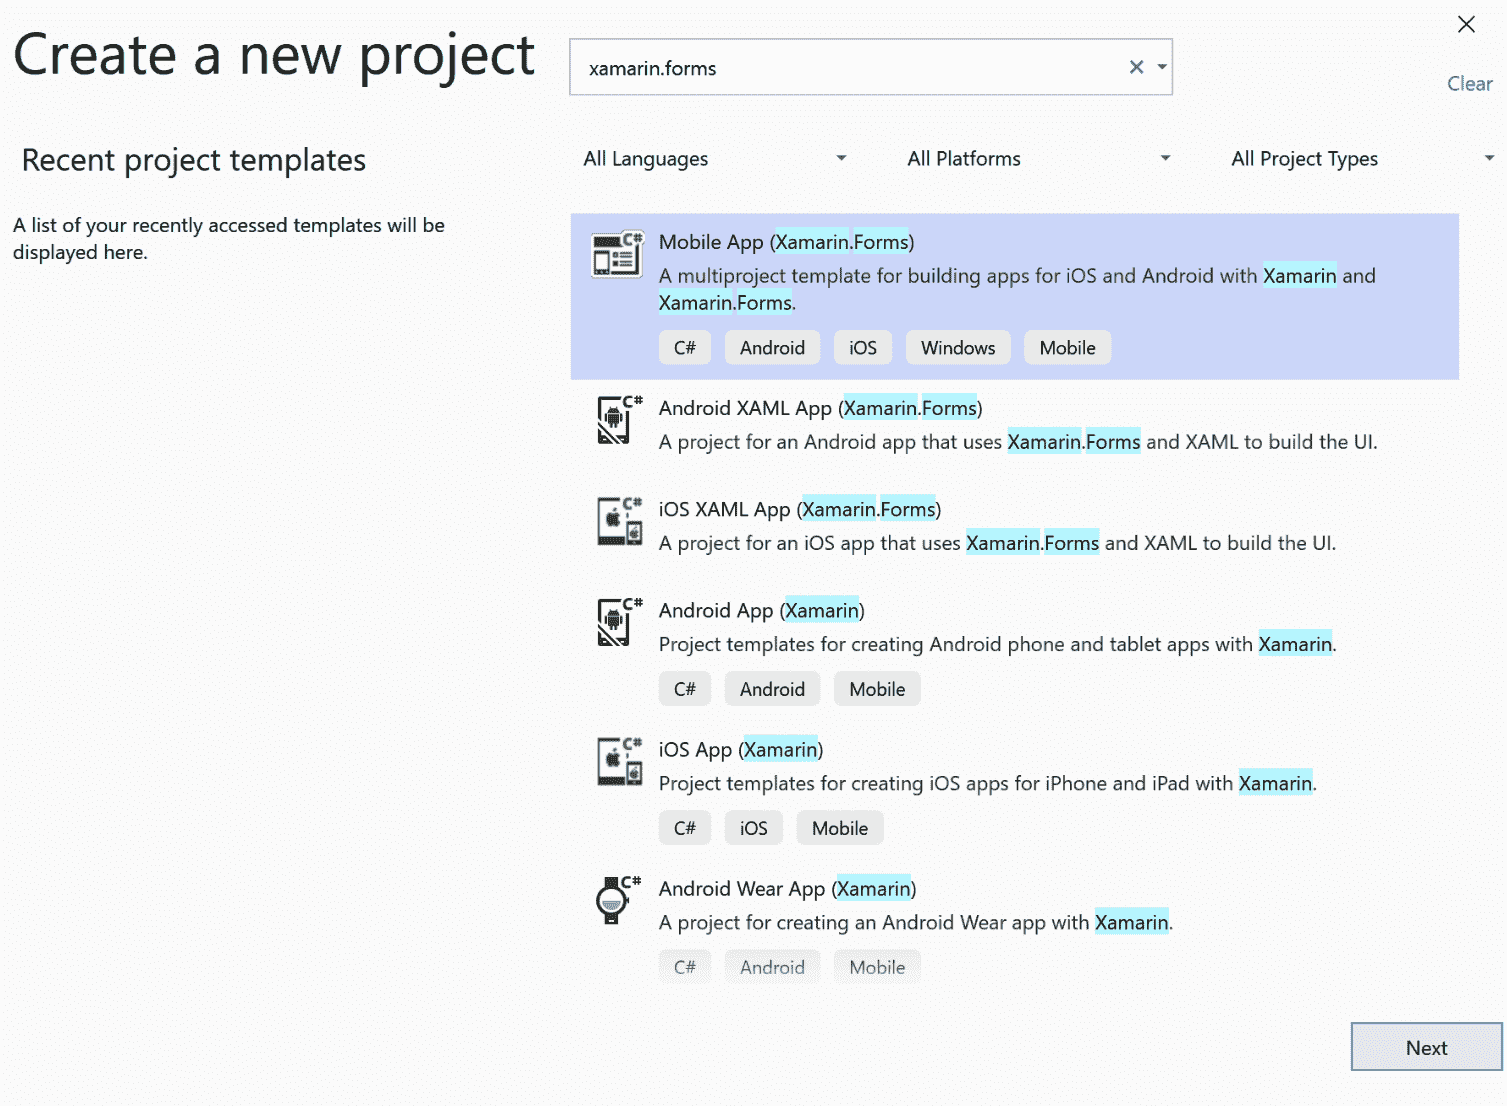 Create a new project
xamarin.forms
Clear
Recent project templates
A list of your recently accessed templates will be
displayed here.
All Languages
All Platforms
All Project Types
C#
Mobile App (Xamarin.Forms)
A multiproject template for building apps for iOS and Android with Xamarin and
Xamarin.Forms.
C# Android iOS Windows Mobile
C#
Android XAML App (Xamarin.Forms)
A project for an Android app that uses Xamarin.Forms and XAML to build the UI.
C#
iOS XAML App (Xamarin.Forms)
A project for an iOS app that uses Xamarin.Forms and XAML to build the UI.
C#
Android App (Xamarin)
Project templates for creating Android phone and tablet apps with Xamarin.
C# Android Mobile
C#
iOS App (Xamarin)
Project templates for creating iOS apps for iPhone and iPad with Xamarin.
C# iOS Mobile
C#
Android Wear App (Xamarin)
A project for creating an Android Wear app with Xamarin.
C# Android Mobile
Next